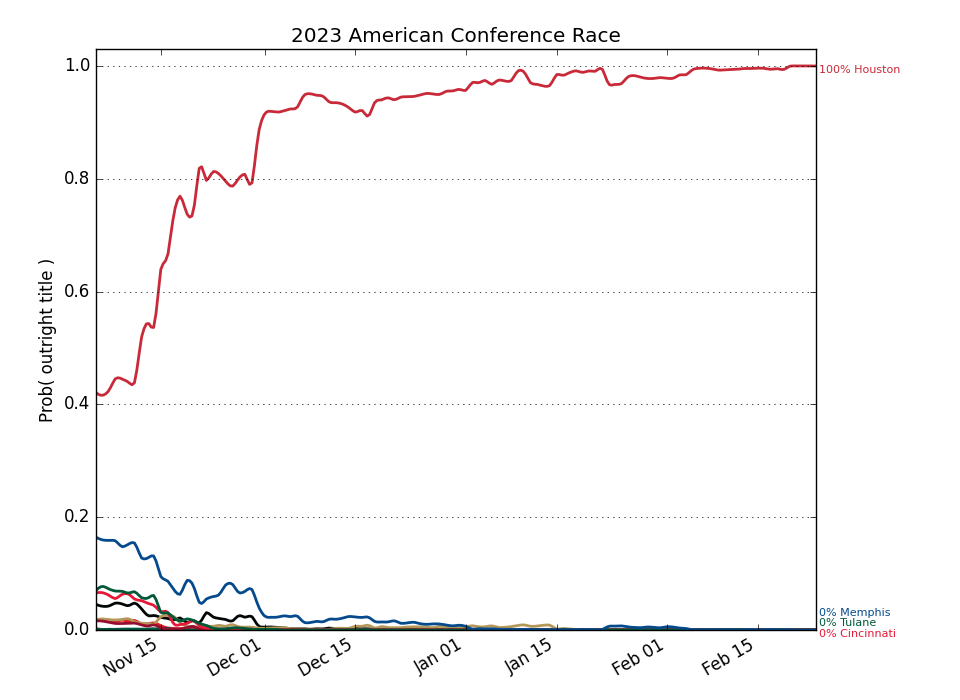 2023 American Conference Race
Prob( outright title )
1.0
0.8
0.6
0.4
0.2
0.0
Nov 15
Dec 01
Dec 15
Jan 01
Jan 15
Feb 01
Feb 15
100% Houston
0% Memphis
0% Tulane
0% Cincinnati